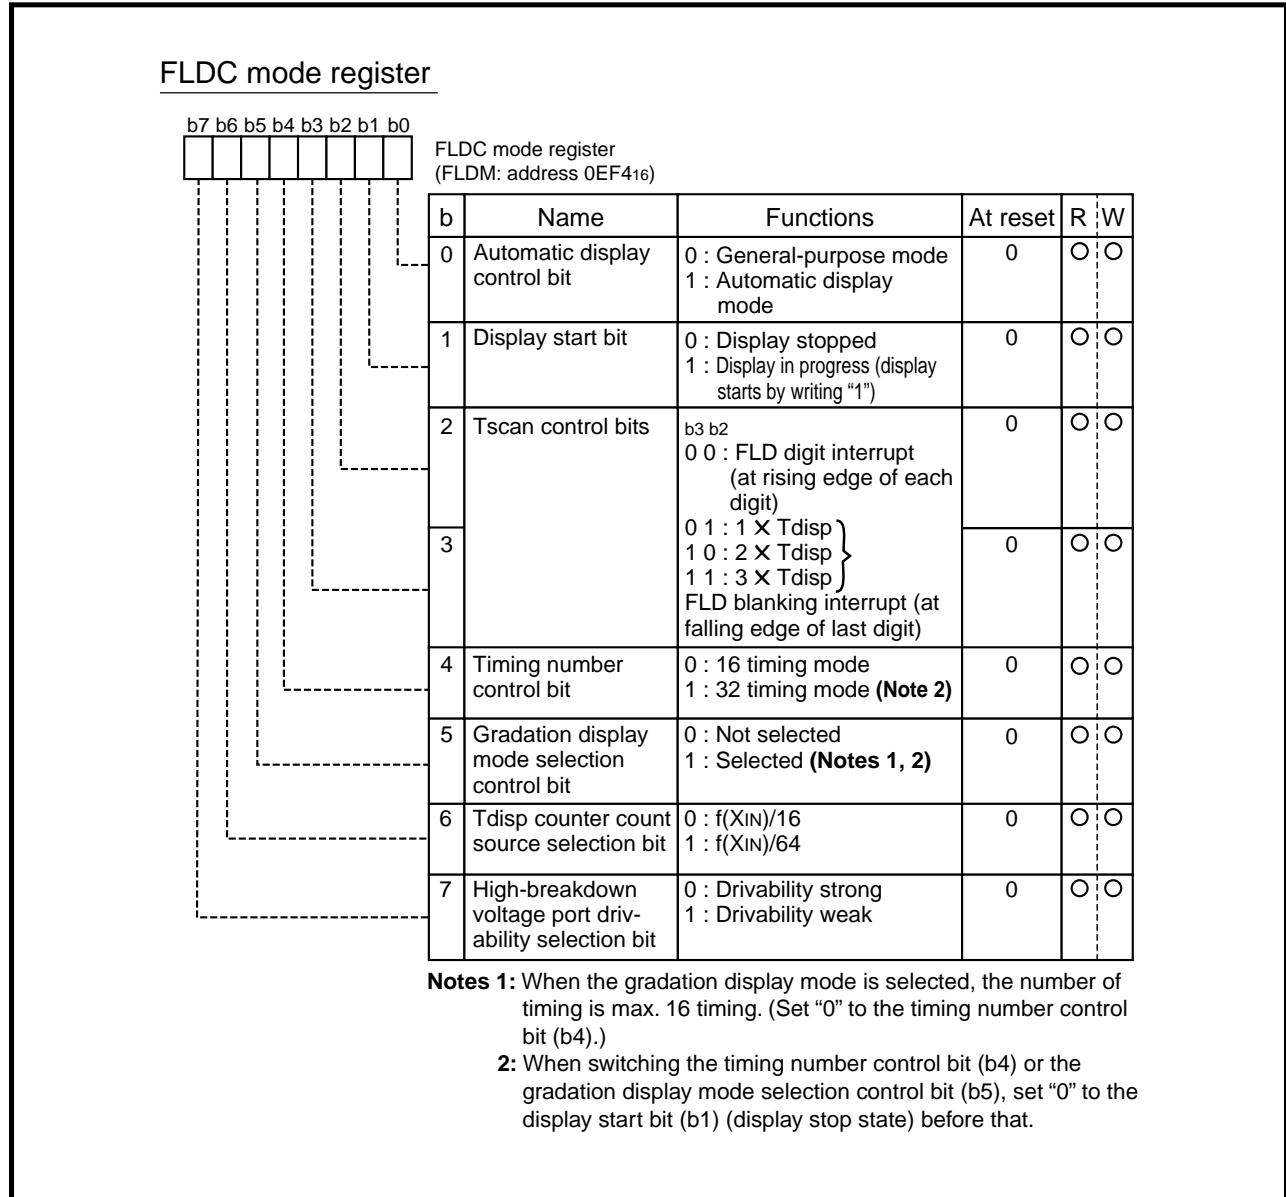 FLDC mode register
b7 b6 b5 b4 b3 b2 b1 b0
FLDC mode register
(FLDM: address 0EF416)
b Name Functions At reset R W
0 Automatic display control bit 0 : General-purpose mode 0 O O
1 : Automatic display
mode
1 Display start bit 0 : Display stopped 0 O O
1 : Display in progress (display
starts by writing “1”)
2 Tscan control bits b3 b2 0 O O
0 0 : FLD digit interrupt
(at rising edge of each
digit)
3 0 1 : 1 X Tdisp 0 O O
1 0 : 2 X Tdisp
1 1 : 3 X Tdisp
FLD blanking interrupt (at
falling edge of last digit)
4 Timing number 0 : 16 timing mode 0 O O
control bit 1 : 32 timing mode (Note 2)
5 Gradation display 0 : Not selected 0 O O
mode selection 1 : Selected (Notes 1, 2)
control bit
6 Tdisp counter count 0 : f(XIN)/16 0 O O
source selection bit 1 : f(XIN)/64
7 High-breakdown 0 : Drivability strong 0 O O
voltage port driv- 1 : Drivability weak
ability selection bit
Notes 1: When the gradation display mode is selected, the number of
timing is max. 16 timing. (Set “0” to the timing number control
bit (b4).)
2: When switching the timing number control bit (b4) or the
gradation display mode selection control bit (b5), set “0” to the
display start bit (b1) (display stop state) before that.